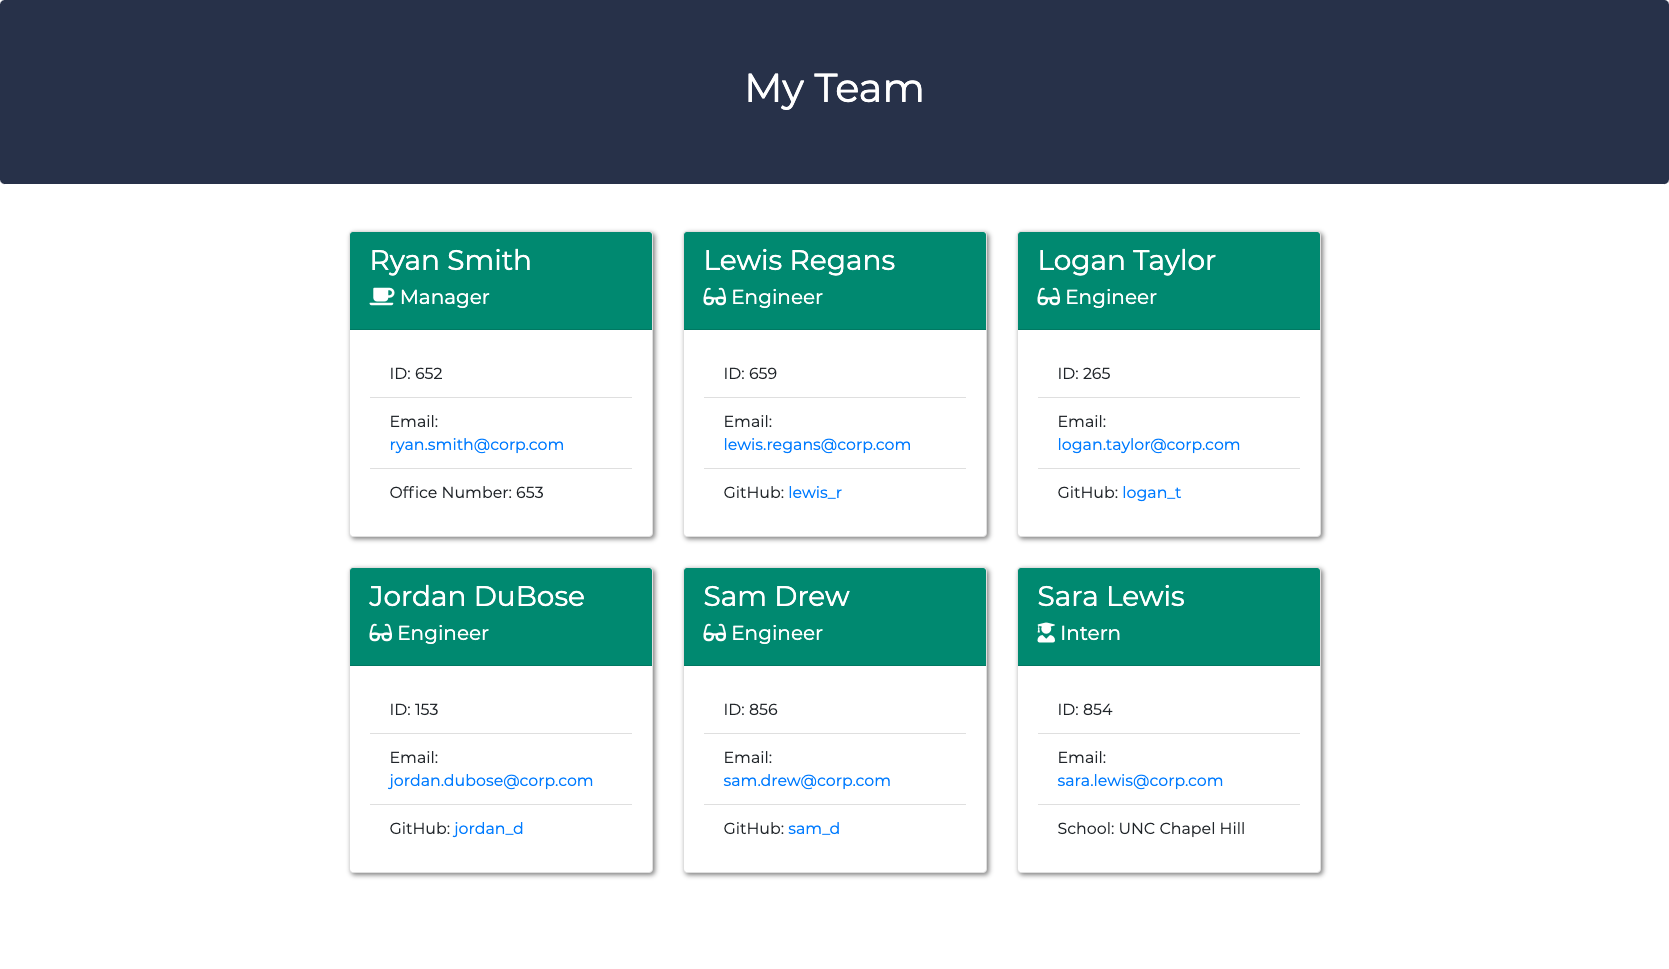 My Team
Ryan Smith
Manager
ID: 652
Email:
ryan.smith@corp.com
Office Number: 653
Lewis Regans
Engineer
ID: 659
Email:
lewis.regans@corp.com
GitHub: lewis_r
Logan Taylor
Engineer
ID: 265
Email:
logan.taylor@corp.com
GitHub: logan_t
Jordan DuBose
Engineer
ID: 153
Email:
jordan.dubose@corp.com
GitHub: jordan_d
Sam Drew
Engineer
ID: 856
Email:
sam.drew@corp.com
GitHub: sam_d
Sara Lewis
Intern
ID: 854
Email:
sara.lewis@corp.com
School: UNC Chapel Hill